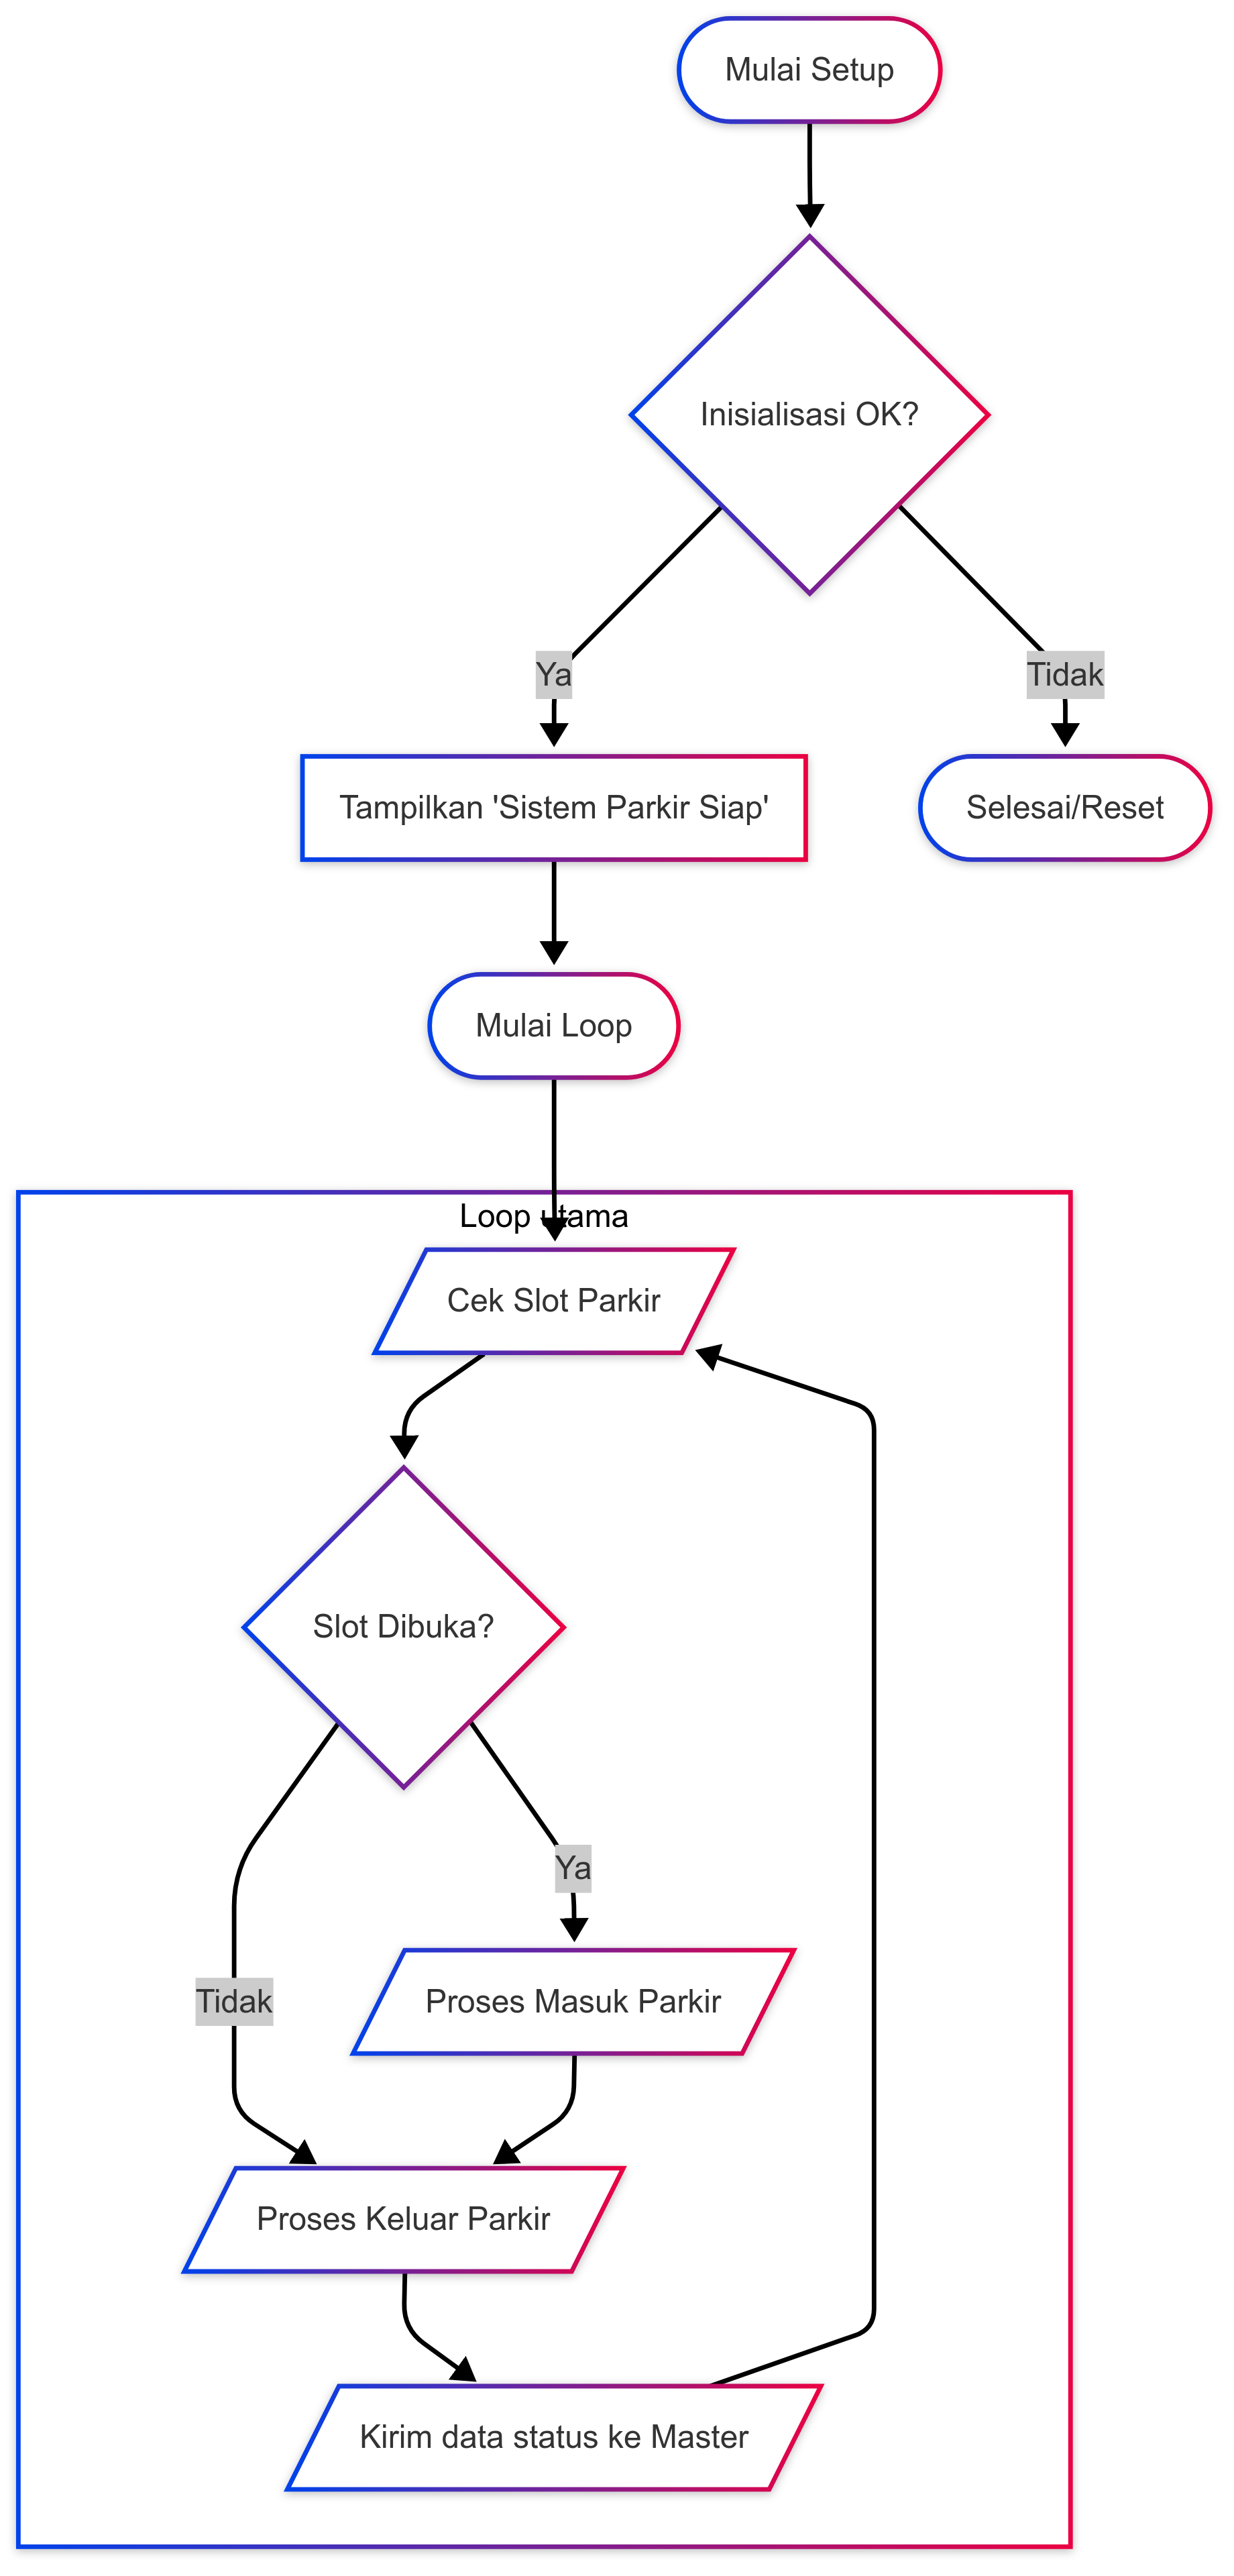 Mulai Setup
Inisialisasi OK?
Ya
Tidak
Tampilkan 'Sistem Parkir Siap'
Selesai/Reset
Mulai Loop
Loop utama
Cek Slot Parkir
Slot Dibuka?
Ya
Tidak
Proses Masuk Parkir
Proses Keluar Parkir
Kirim data status ke Master